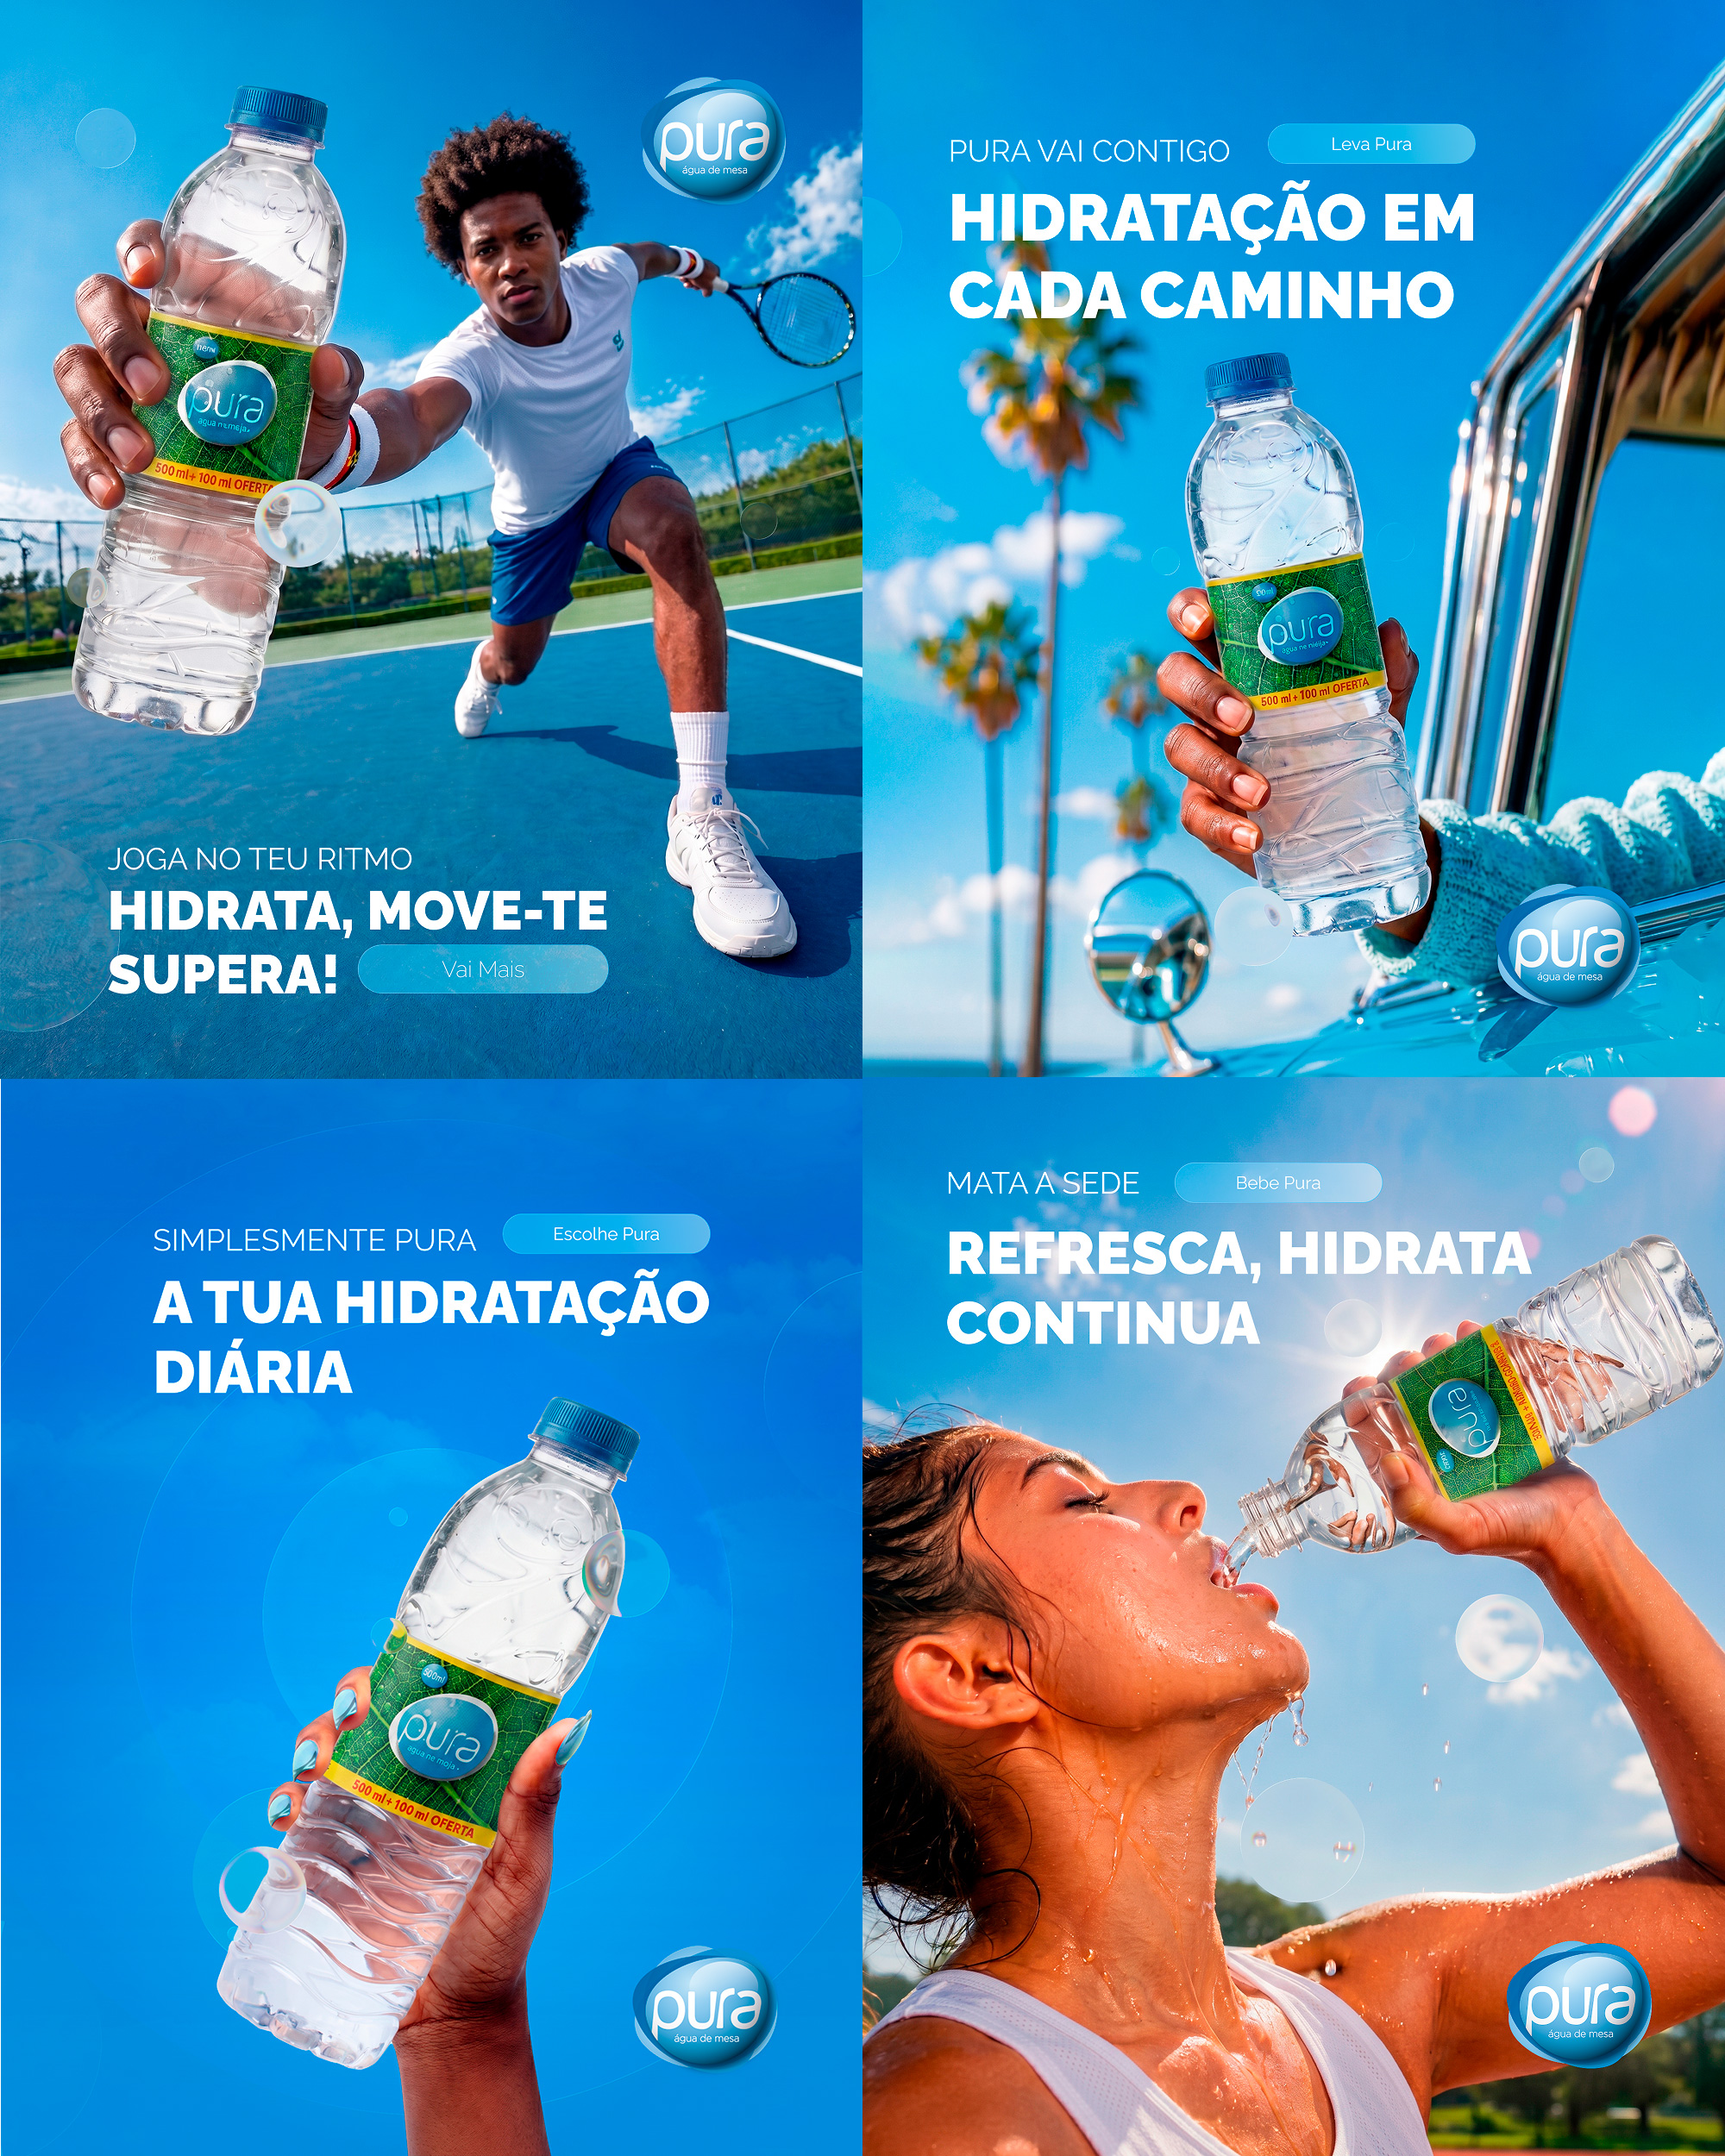 pura
água de mesa
pura
500 ml + 100 ml OFERTA
JOGA NO TEU RITMO
HIDRATA, MOVE-TE
SUPERA!
Vai Mais
PURA VAI CONTIGO
Leva Pura
HIDRATAÇÃO EM
CADA CAMINHO
pura
500 ml + 100 ml OFERTA
pura
água de mesa
SIMPLESMENTE PURA
Escolhe Pura
A TUA HIDRATAÇÃO
DIÁRIA
500ml
pura
500 ml + 100 ml OFERTA
pura
água de mesa
MATA A SEDE
Bebe Pura
REFRESCA, HIDRATA
CONTINUA
pura
pura
água de mesa